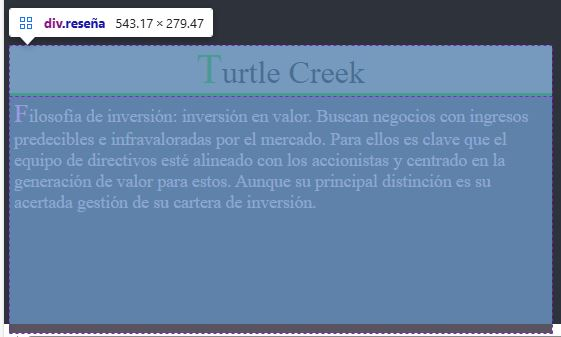 div.reseña 543.17 × 279.47
Turtle Creek
Filosofía de inversión: inversión en valor. Buscan negocios con ingresos
predecibles e infravaloradas por el mercado. Para ellos es clave que el
equipo de directivos esté alineado con los accionistas y centrado en la
generación de valor para estos. Aunque su principal distinción es su
acertada gestión de su cartera de inversión.